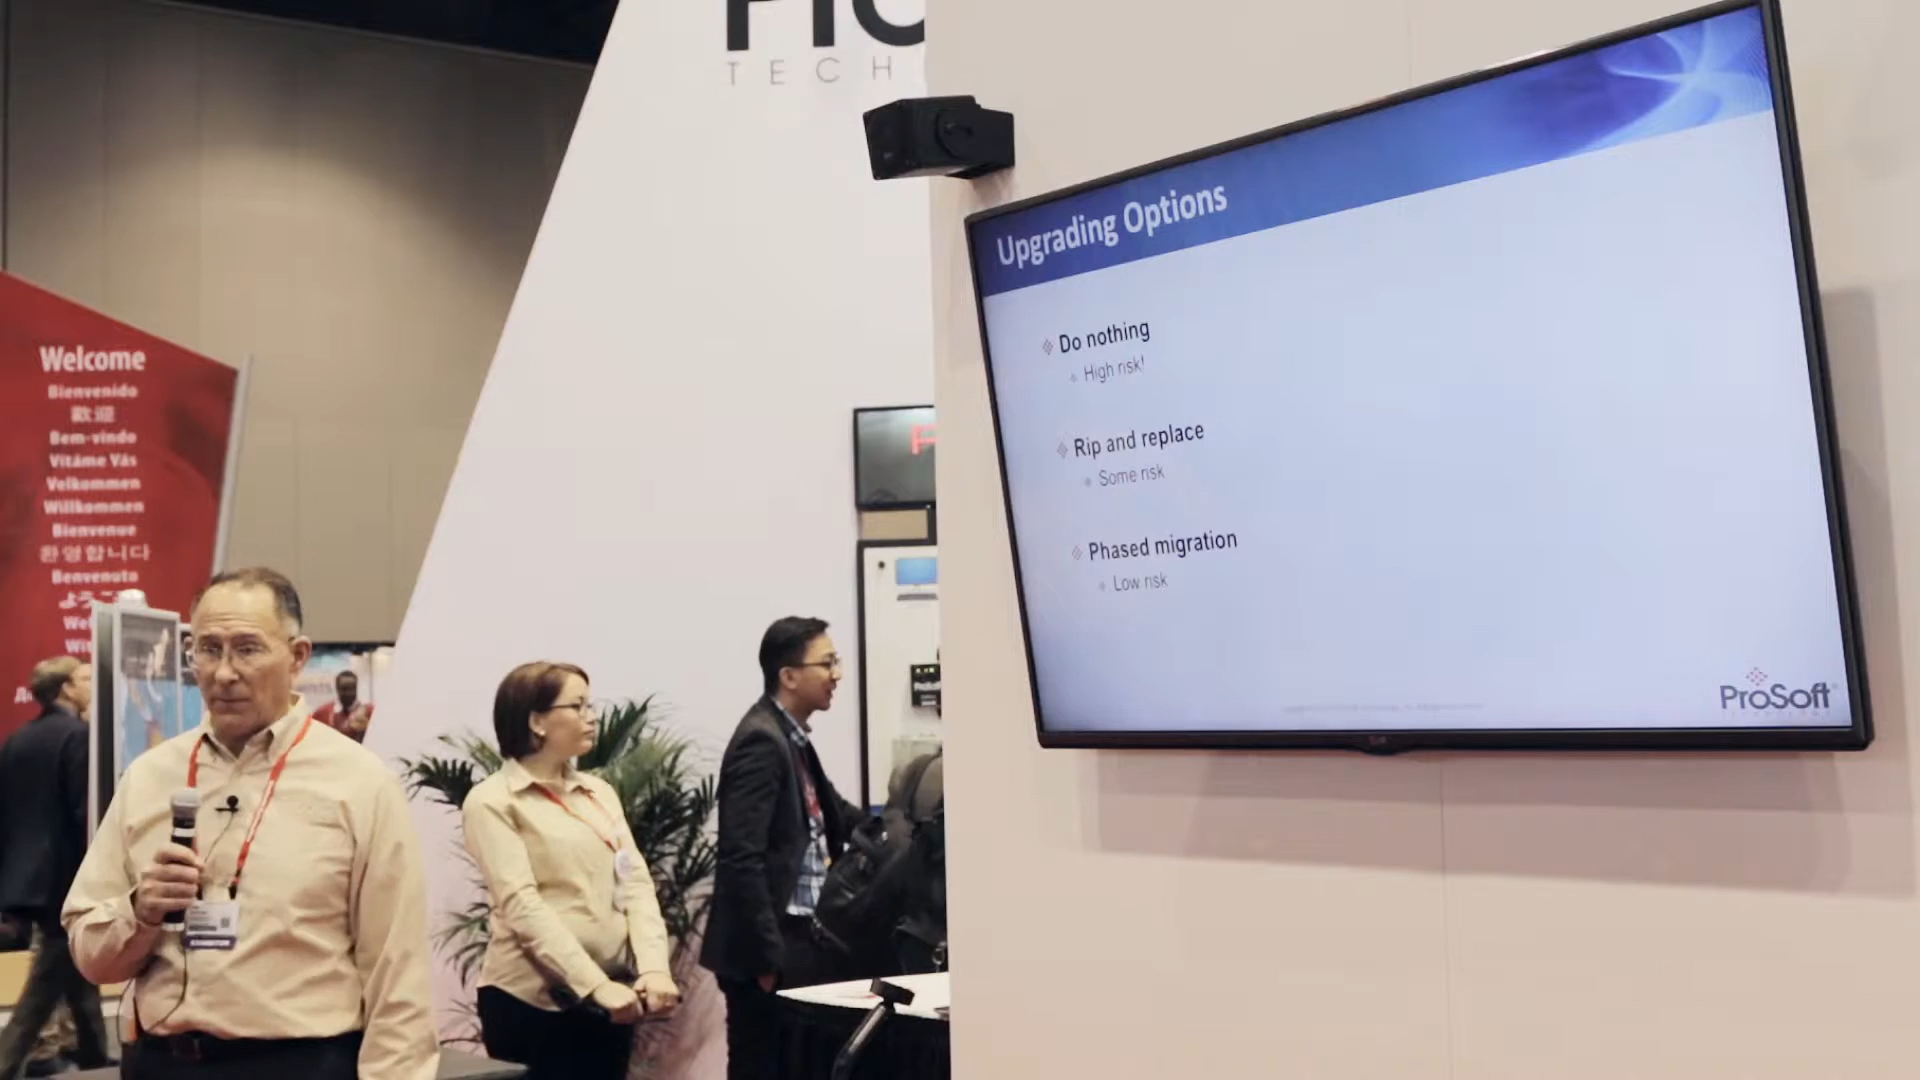 TECH
Upgrading Options
Do nothing
High risk!
Rip and replace
Some risk
Phased migration
Low risk
ProSoft
Welcome
Bienvenido
歡迎
Bem-vindo
Vítáme Vás
Velkommen
Willkommen
Bienvenue
환영합니다
Benvenuto